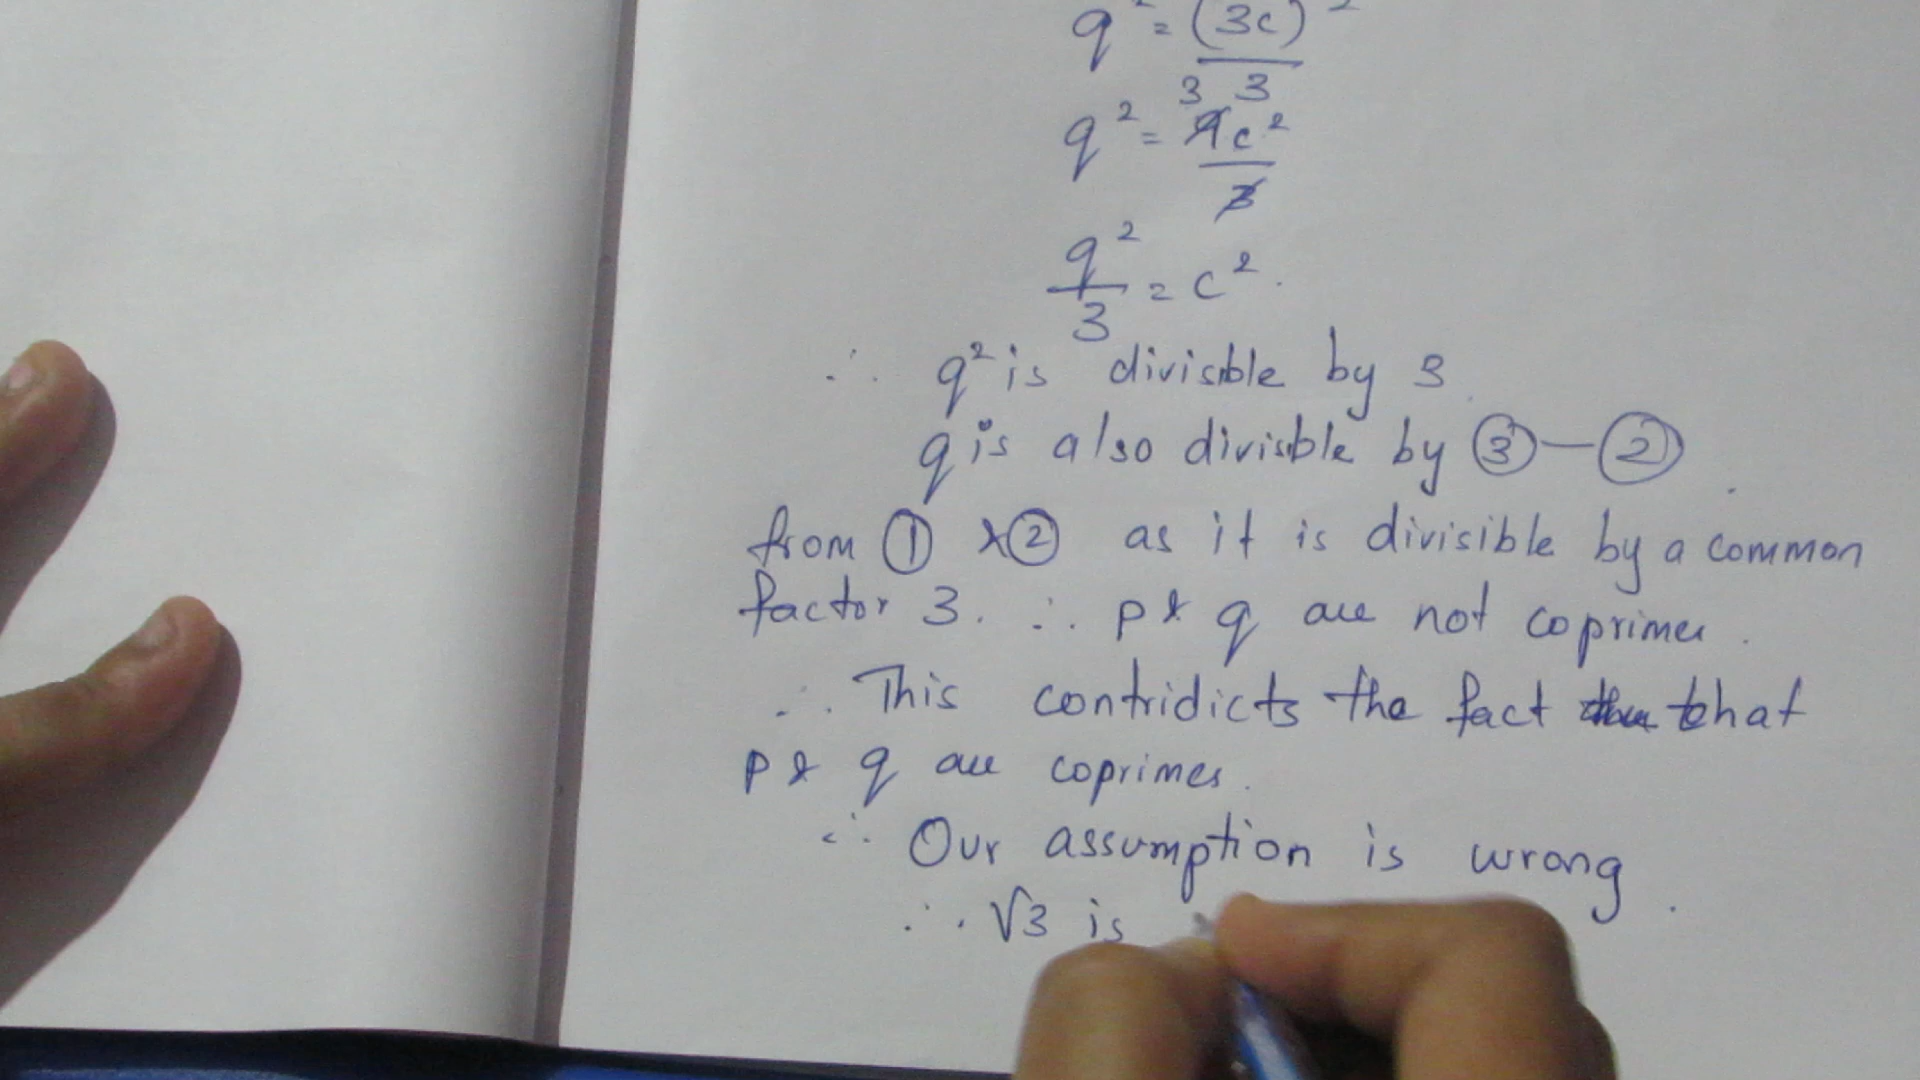 q² = (3c)²
3
q² = 9c² 3
3
q² = c².
3
∴ q² is divisible by 3
q is also divisible by ③ — ②
from ① & ② as it is divisible by a common
factor 3. ∴ p & q are not coprimes.
∴ This contridicts the fact that
p & q are coprimes.
∴ Our assumption is wrong.
∴ √3 is